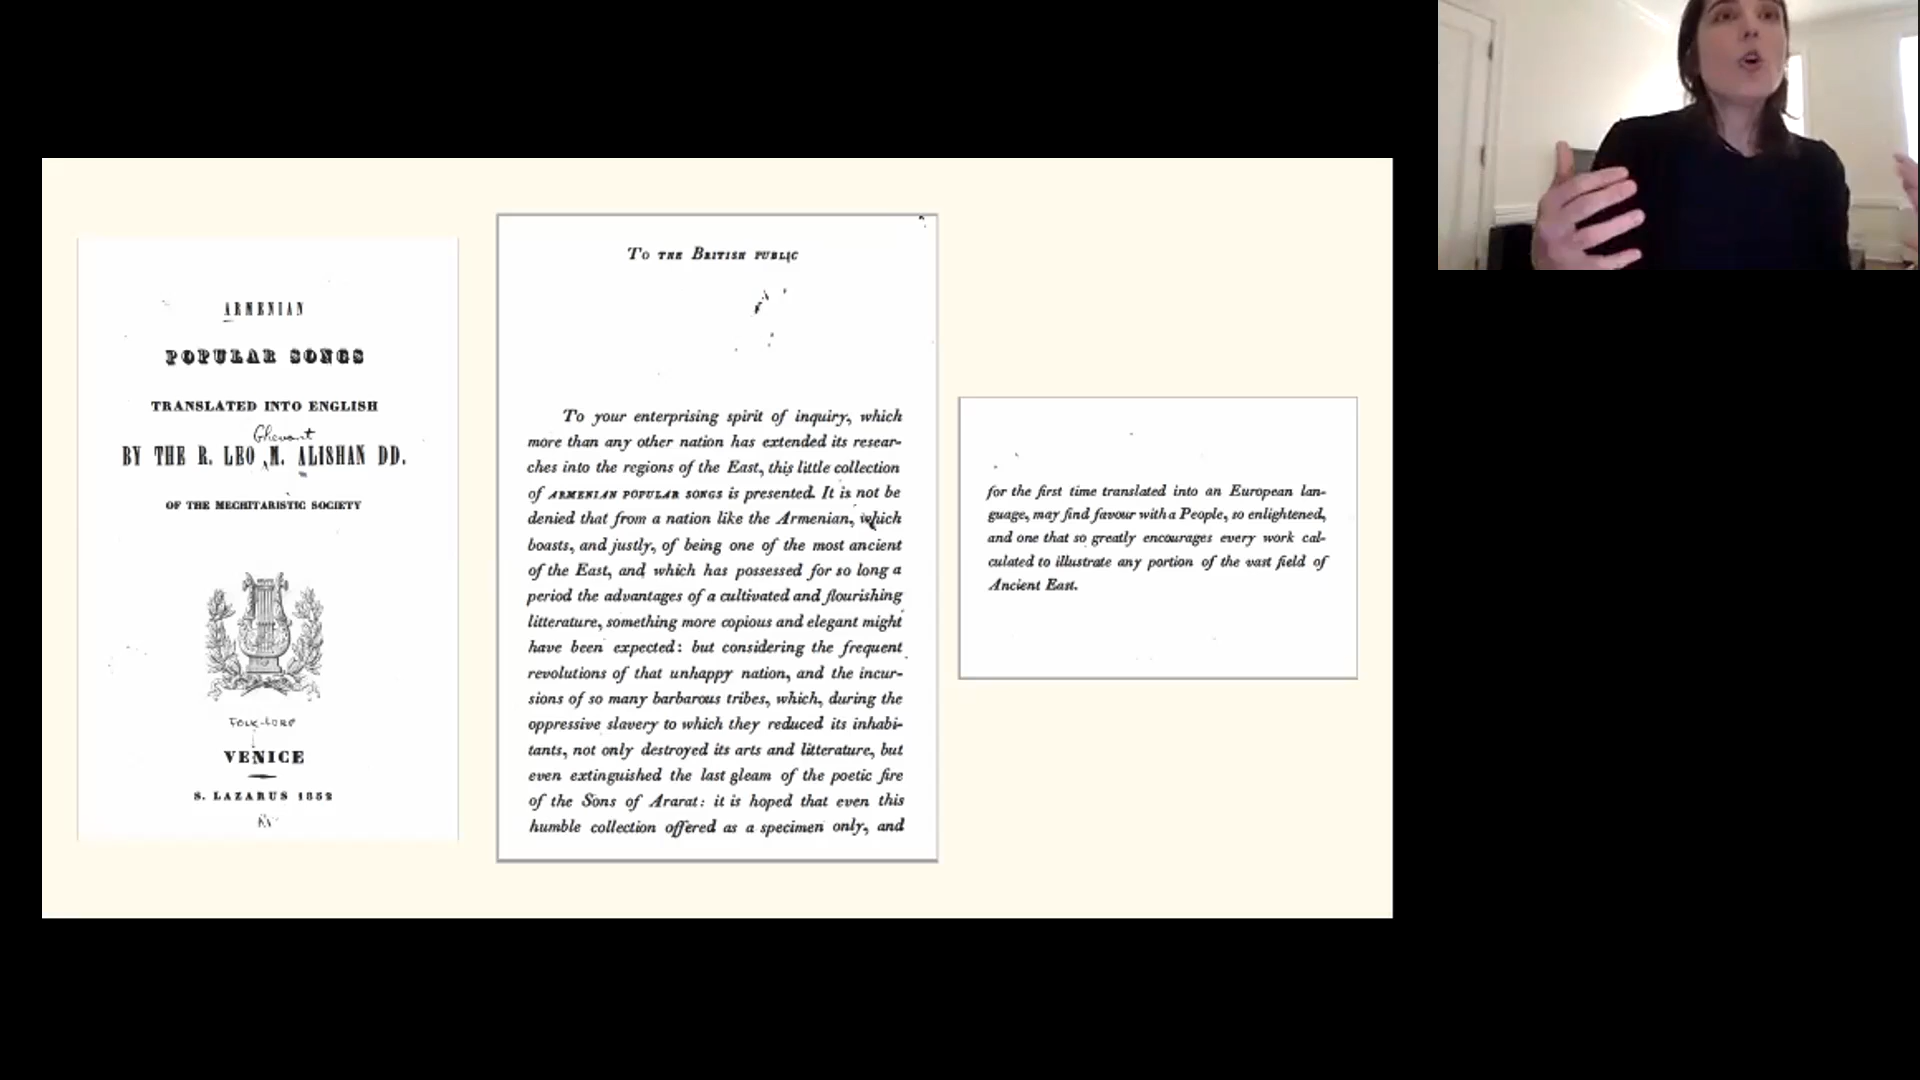 ARMENIAN
POPULAR SONGS
TRANSLATED INTO ENGLISH
Ghevont
BY THE R. LEO M. ALISHAN DD.
OF THE MECHITARISTIC SOCIETY
FOLK-LORE
VENICE
S. LAZARUS 1852
To THE BRITISH PUBLIC
To your enterprising spirit of inquiry, which
more than any other nation has extended its resear-
ches into the regions of the East, this little collection
of ARMENIAN POPULAR SONGS is presented. It is not be
denied that from a nation like the Armenian, which
boasts, and justly, of being one of the most ancient
of the East, and which has possessed for so long a
period the advantages of a cultivated and flourishing
litterature, something more copious and elegant might
have been expected: but considering the frequent
revolutions of that unhappy nation, and the incur-
sions of so many barbarous tribes, which, during the
oppressive slavery to which they reduced its inhabi-
tants, not only destroyed its arts and litterature, but
even extinguished the last gleam of the poetic fire
of the Sons of Ararat: it is hoped that even this
humble collection offered as a specimen only, and
for the first time translated into an European lan-
guage, may find favour with a People, so enlightened,
and one that so greatly encourages every work cal-
culated to illustrate any portion of the vast field of
Ancient East.